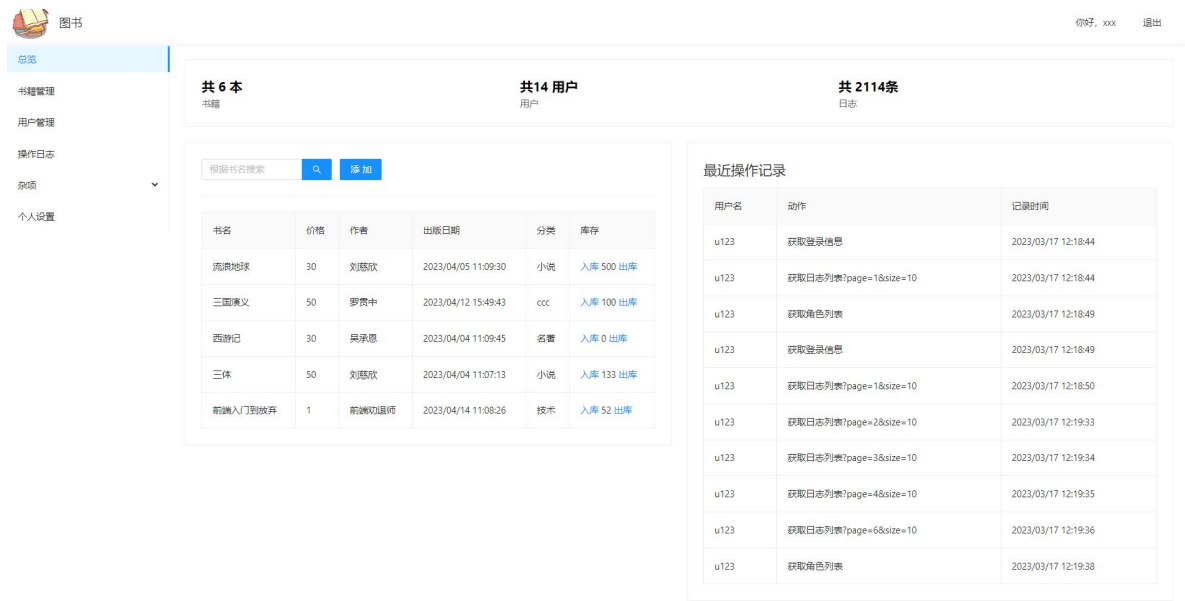 图书
你好，xxx 退出
总览
书籍管理
用户管理
操作日志
杂项
个人设置
共 6 本 共14 用户 共 2114条
书籍 用户 日志
根据书名搜索 添加
书名 价格 作者 出版日期 分类 库存
流浪地球 30 刘慈欣 2023/04/05 11:09:30 小说 入库 500 出库
三国演义 50 罗贯中 2023/04/12 15:49:43 ccc 入库 100 出库
西游记 30 吴承恩 2023/04/04 11:09:45 名著 入库 0 出库
三体 50 刘慈欣 2023/04/04 11:07:13 小说 入库 133 出库
前端入门到放弃 1 前端劝退师 2023/04/14 11:08:26 技术 入库 52 出库
最近操作记录
用户名 动作 记录时间
u123 获取登录信息 2023/03/17 12:18:44
u123 获取日志列表?page=1&size=10 2023/03/17 12:18:44
u123 获取角色列表 2023/03/17 12:18:49
u123 获取登录信息 2023/03/17 12:18:49
u123 获取日志列表?page=1&size=10 2023/03/17 12:18:50
u123 获取日志列表?page=2&size=10 2023/03/17 12:19:33
u123 获取日志列表?page=3&size=10 2023/03/17 12:19:34
u123 获取日志列表?page=4&size=10 2023/03/17 12:19:35
u123 获取日志列表?page=6&size=10 2023/03/17 12:19:36
u123 获取角色列表 2023/03/17 12:19:38